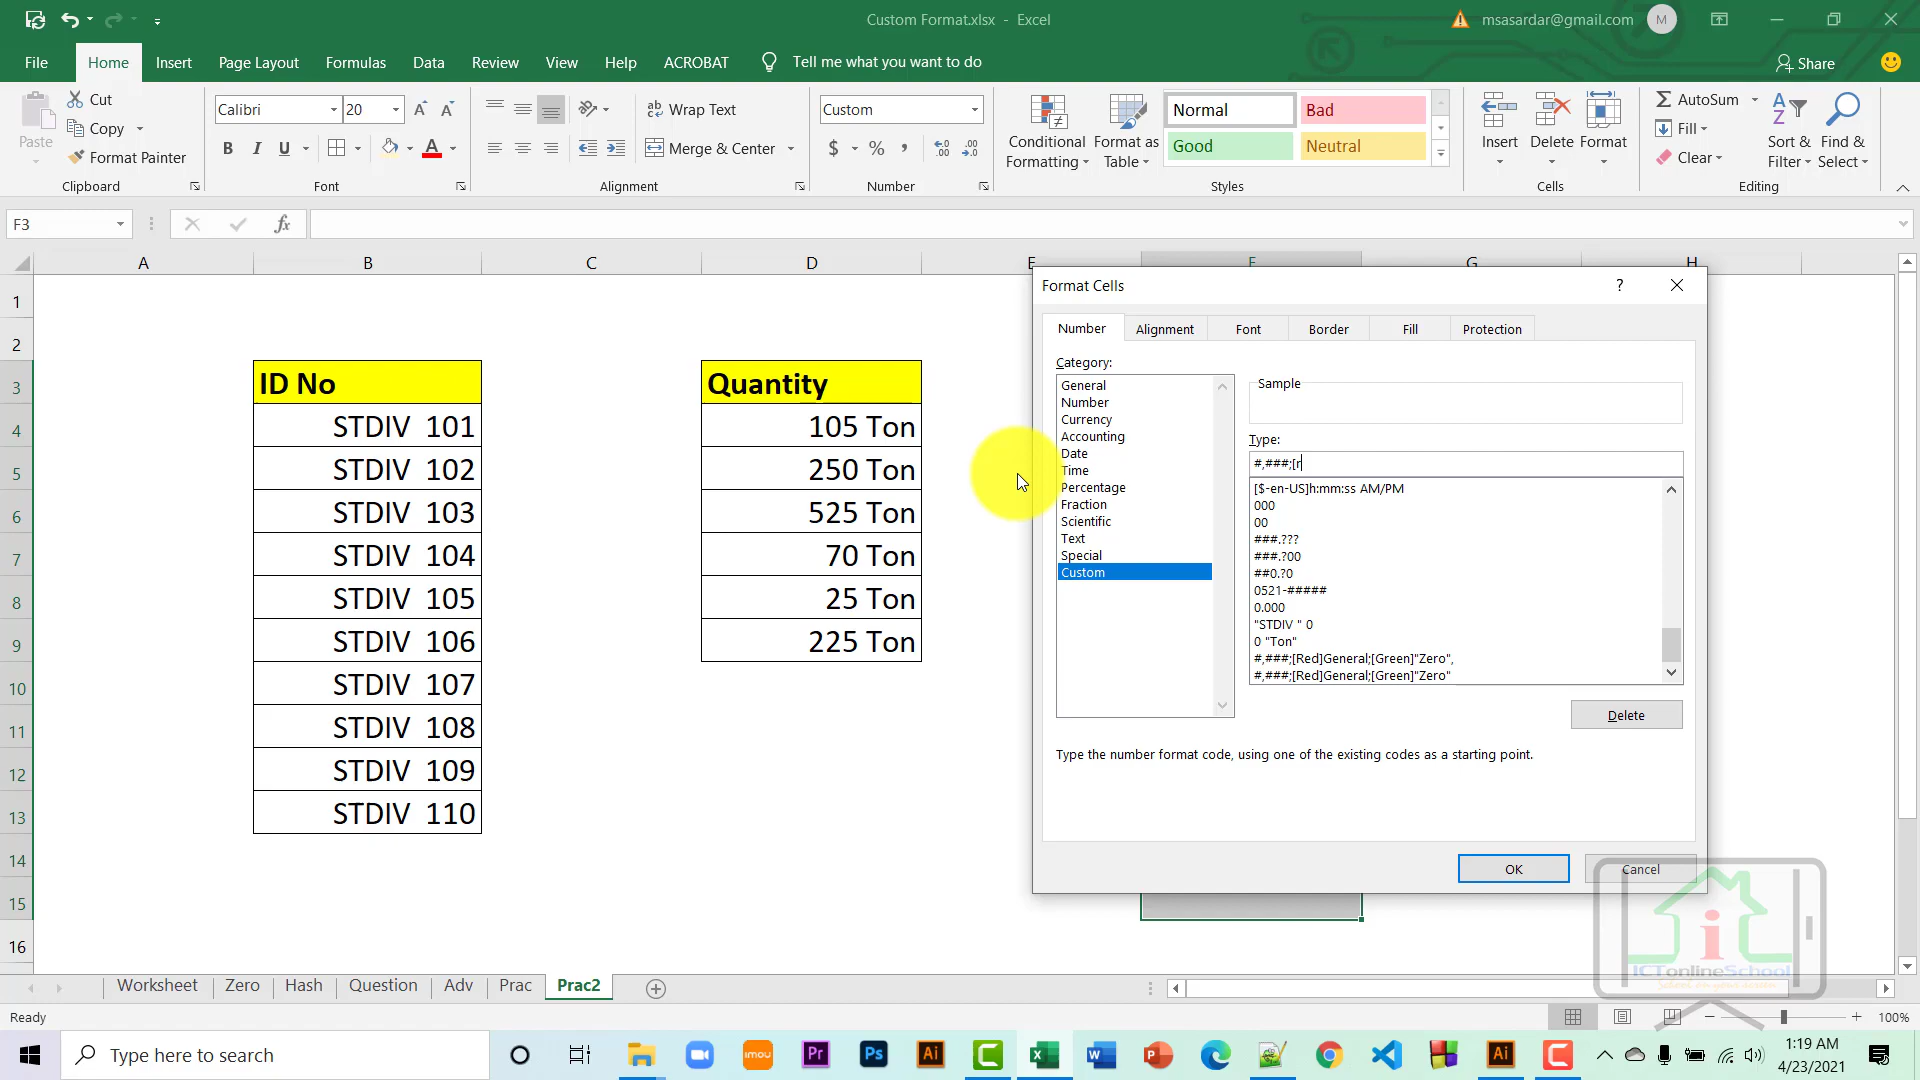 Custom Format.xlsx - Excel
msasardar@gmail.com M
File Home Insert Page Layout Formulas Data Review View Help ACROBAT Tell me what you want to do Share
Paste
Cut
Copy
Format Painter
Clipboard
Calibri 20
B I U
Font
Wrap Text
Merge & Center
Alignment
Custom
$ % ,
Number
Conditional Formatting
Format as Table
Normal Bad
Good Neutral
Styles
Insert Delete Format
Cells
AutoSum
Fill
Clear
Sort & Filter
Find & Select
Editing
F3 fx
A B C D E F G H
1
2
3 ID No Quantity
4 STDIV 101 105 Ton
5 STDIV 102 250 Ton
6 STDIV 103 525 Ton
7 STDIV 104 70 Ton
8 STDIV 105 25 Ton
9 STDIV 106 225 Ton
10 STDIV 107
11 STDIV 108
12 STDIV 109
13 STDIV 110
14
15
16
Format Cells ?
Number Alignment Font Border Fill Protection
Category:
General
Number
Currency
Accounting
Date
Time
Percentage
Fraction
Scientific
Text
Special
Custom
Sample
Type:
#,###;[r
[$-en-US]h:mm:ss AM/PM
000
00
###.???
###.?00
##0.?0
0521-#####
0.000
"STDIV " 0
0 "Ton"
#,###;[Red]General;[Green]"Zero",
#,###;[Red]General;[Green]"Zero"
Delete
Type the number format code, using one of the existing codes as a starting point.
OK Cancel
ICTonlineSchool
School on your screen
Worksheet Zero Hash Question Adv Prac Prac2
Ready 100%
Type here to search
imou Pr Ps Ai Ai
1:19 AM
4/23/2021